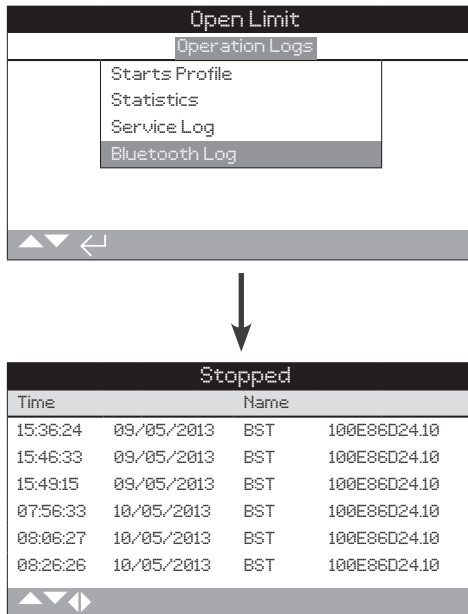 Open Limit
Operation Logs
Starts Profile
Statistics
Service Log
Bluetooth Log
Stopped
Time Name
15:36:24 09/05/2013 BST 100E86D24.10
15:46:33 09/05/2013 BST 100E86D24.10
15:49:15 09/05/2013 BST 100E86D24.10
07:56:33 10/05/2013 BST 100E86D24.10
08:06:27 10/05/2013 BST 100E86D24.10
08:26:26 10/05/2013 BST 100E86D24.10